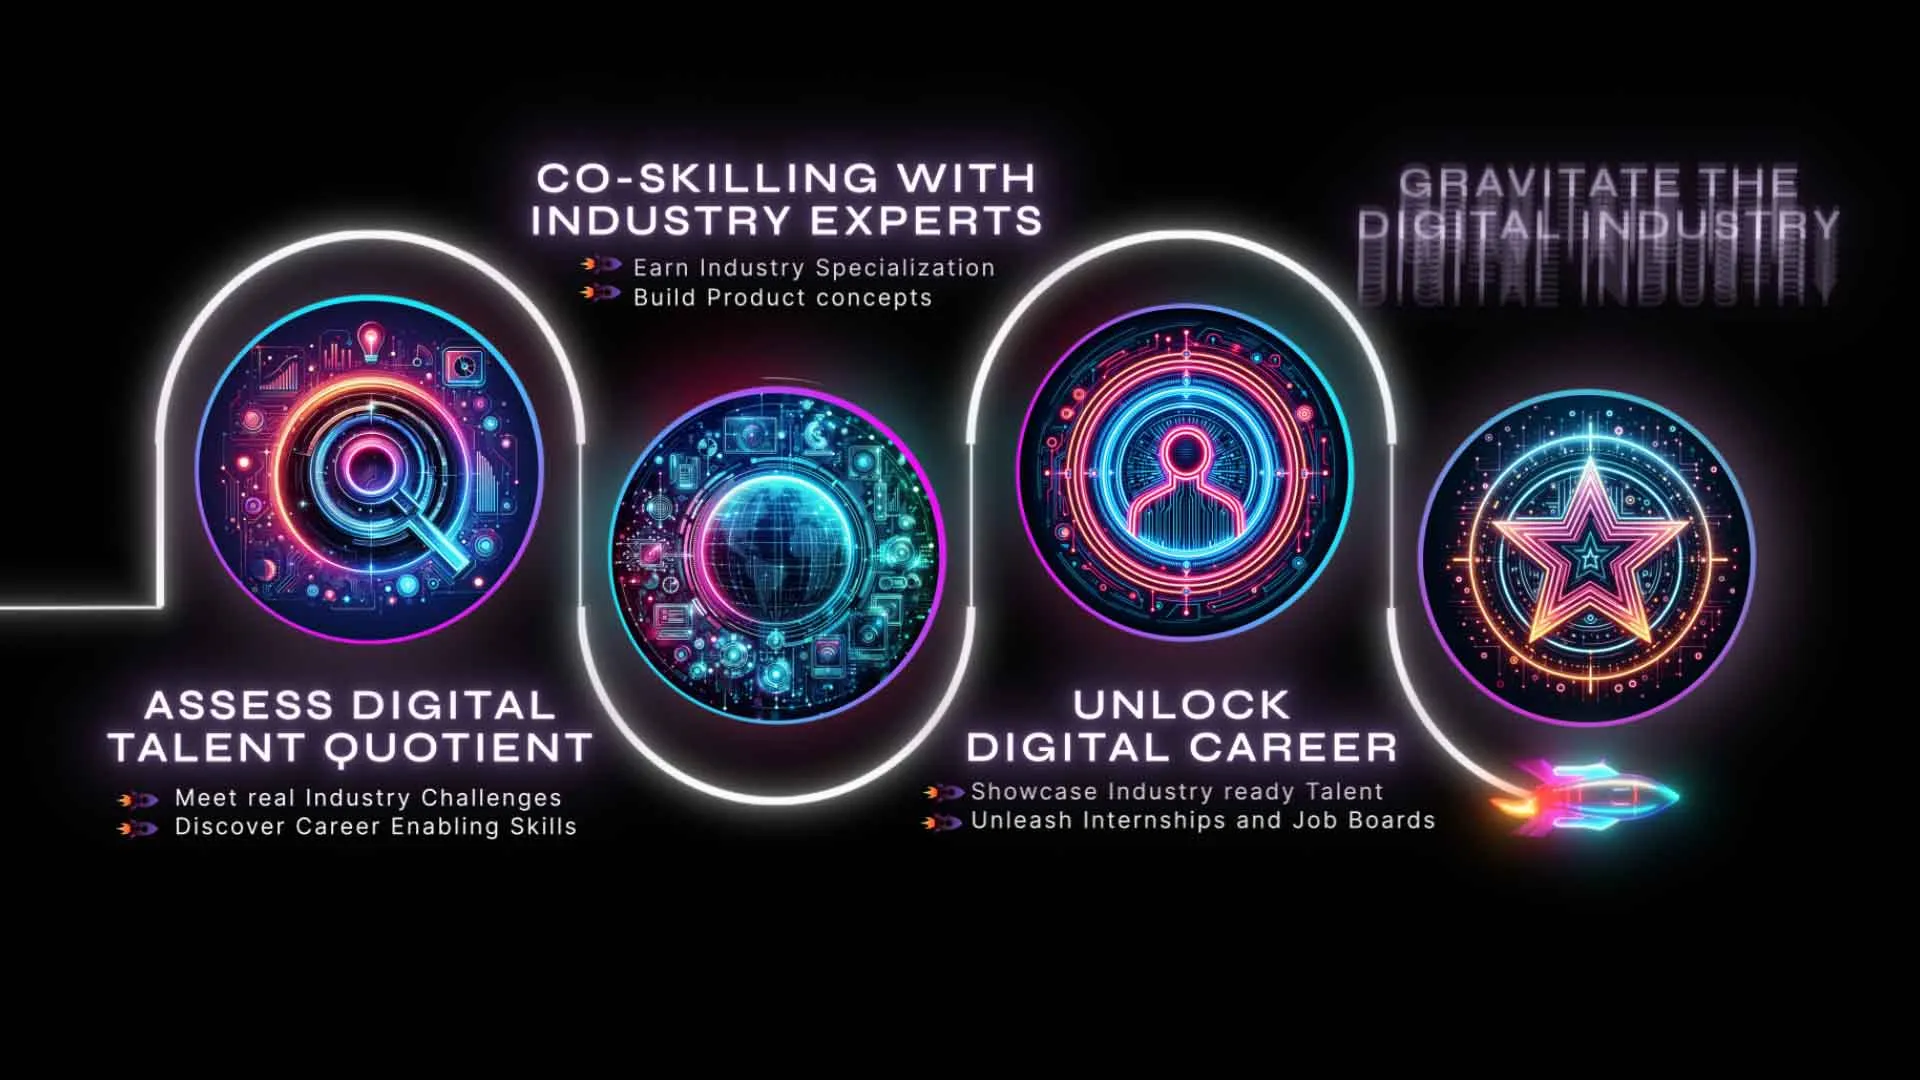 CO-SKILLING WITH
INDUSTRY EXPERTS
Earn Industry Specialization
Build Product concepts
GRAVITATE THE
DIGITAL INDUSTRY
ASSESS DIGITAL
TALENT QUOTIENT
Meet real Industry Challenges
Discover Career Enabling Skills
UNLOCK
DIGITAL CAREER
Showcase Industry ready Talent
Unleash Internships and Job Boards